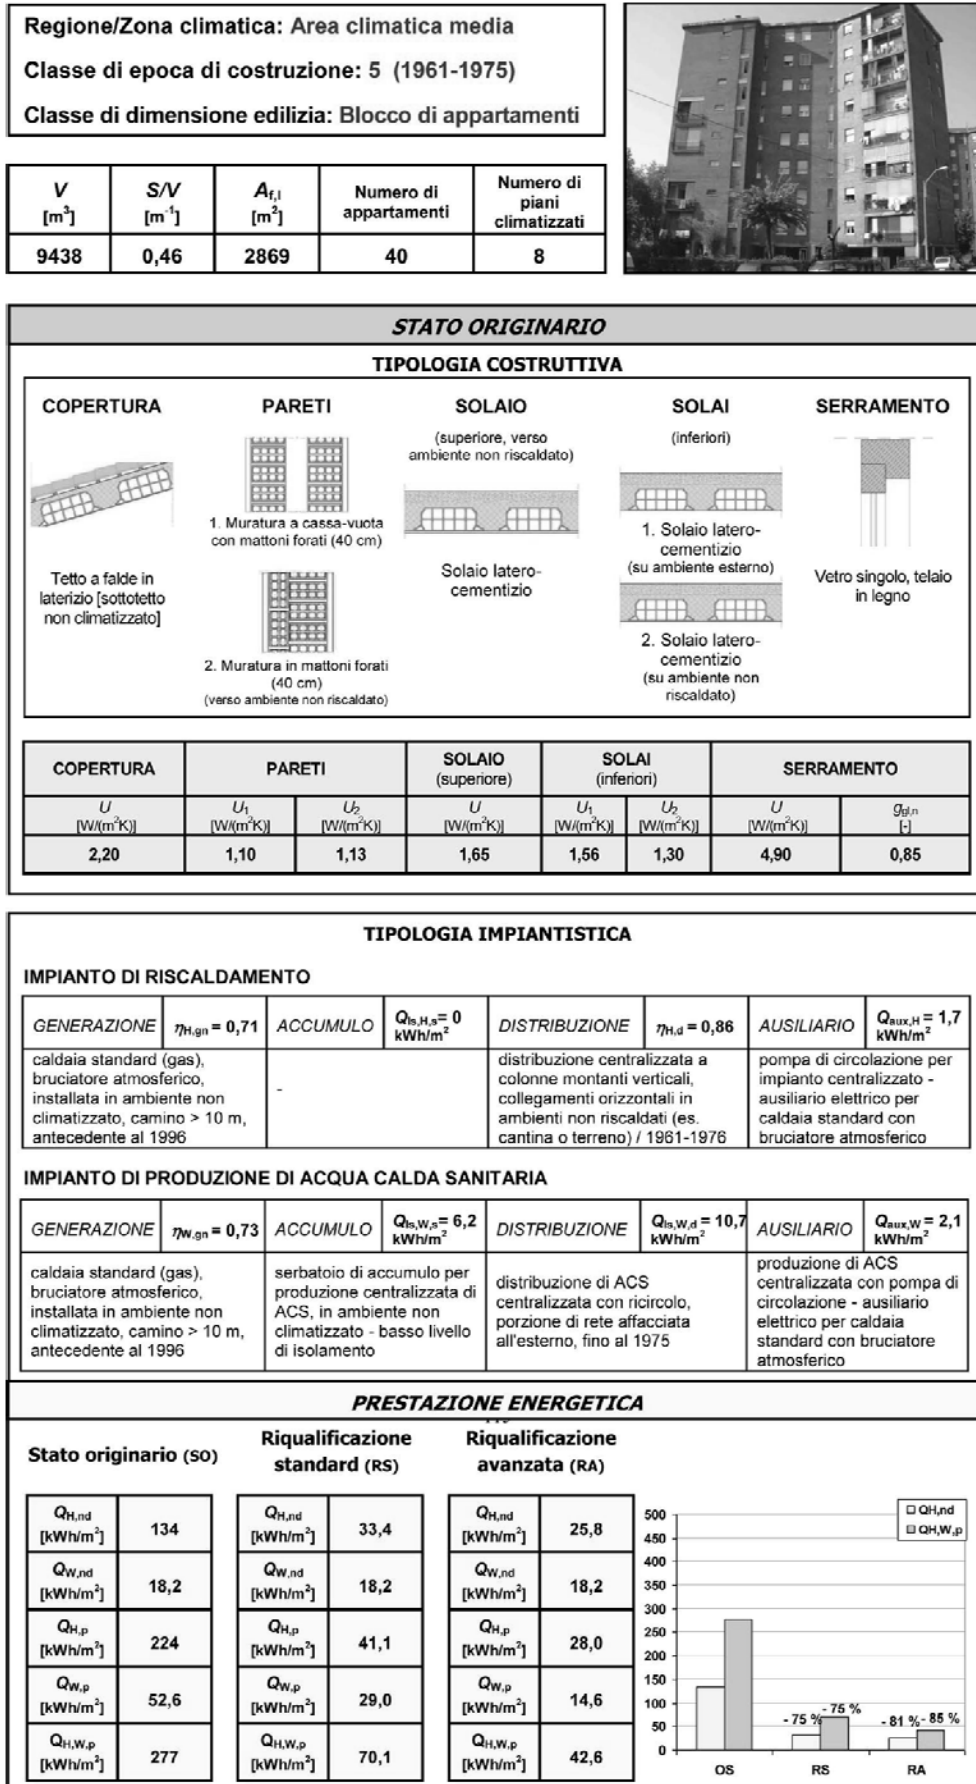 Regione/Zona climatica: Area climatica media
Classe di epoca di costruzione: 5 (1961-1975)
Classe di dimensione edilizia: Blocco di appartamenti
V [m³] S/V [m⁻¹] Af,l [m²] Numero di appartamenti Numero di piani climatizzati
9438 0,46 2869 40 8
STATO ORIGINARIO
TIPOLOGIA COSTRUTTIVA
COPERTURA
Tetto a falde in
laterizio [sottotetto
non climatizzato]
PARETI
1. Muratura a cassa-vuota
con mattoni forati (40 cm)
2. Muratura in mattoni forati
(40 cm)
(verso ambiente non riscaldato)
SOLAIO
(superiore, verso
ambiente non riscaldato)
Solaio latero-
cementizio
SOLAI
(inferiori)
1. Solaio latero-
cementizio
(su ambiente esterno)
2. Solaio latero-
cementizio
(su ambiente non
riscaldato)
SERRAMENTO
Vetro singolo, telaio
in legno
COPERTURA PARETI SOLAIO (superiore) SOLAI (inferiori) SERRAMENTO
U [W/(m²K)] U₁ [W/(m²K)] U₂ [W/(m²K)] U [W/(m²K)] U₁ [W/(m²K)] U₂ [W/(m²K)] U [W/(m²K)] ggl,n [-]
2,20 1,10 1,13 1,65 1,56 1,30 4,90 0,85
TIPOLOGIA IMPIANTISTICA
IMPIANTO DI RISCALDAMENTO
GENERAZIONE ηH,gn = 0,71
caldaia standard (gas),
bruciatore atmosferico,
installata in ambiente non
climatizzato, camino > 10 m,
antecedente al 1996
ACCUMULO Qls,H,s= 0 kWh/m²
-
DISTRIBUZIONE ηH,d = 0,86
distribuzione centralizzata a
colonne montanti verticali,
collegamenti orizzontali in
ambienti non riscaldati (es.
cantina o terreno) / 1961-1976
AUSILIARIO Qaux,H = 1,7 kWh/m²
pompa di circolazione per
impianto centralizzato -
ausiliario elettrico per
caldaia standard con
bruciatore atmosferico
IMPIANTO DI PRODUZIONE DI ACQUA CALDA SANITARIA
GENERAZIONE ηW,gn = 0,73
caldaia standard (gas),
bruciatore atmosferico,
installata in ambiente non
climatizzato, camino > 10 m,
antecedente al 1996
ACCUMULO Qls,W,s= 6,2 kWh/m²
serbatoio di accumulo per
produzione centralizzata di
ACS, in ambiente non
climatizzato - basso livello
di isolamento
DISTRIBUZIONE Qls,W,d = 10,7 kWh/m²
distribuzione di ACS
centralizzata con ricircolo,
porzione di rete affacciata
all'esterno, fino al 1975
AUSILIARIO Qaux,W = 2,1 kWh/m²
produzione di ACS
centralizzata con pompa di
circolazione - ausiliario
elettrico per caldaia
standard con bruciatore
atmosferico
PRESTAZIONE ENERGETICA
Stato originario (SO)
QH,nd [kWh/m²] 134
QW,nd [kWh/m²] 18,2
QH,p [kWh/m²] 224
QW,p [kWh/m²] 52,6
QH,W,p [kWh/m²] 277
Riqualificazione
standard (RS)
QH,nd [kWh/m²] 33,4
QW,nd [kWh/m²] 18,2
QH,p [kWh/m²] 41,1
QW,p [kWh/m²] 29,0
QH,W,p [kWh/m²] 70,1
Riqualificazione
avanzata (RA)
QH,nd [kWh/m²] 25,8
QW,nd [kWh/m²] 18,2
QH,p [kWh/m²] 28,0
QW,p [kWh/m²] 14,6
QH,W,p [kWh/m²] 42,6
QH,nd
QH,W,p
500
450
400
350
300
250
200
150
100
50
0
- 75 % - 75 %
- 81 % - 85 %
OS RS RA